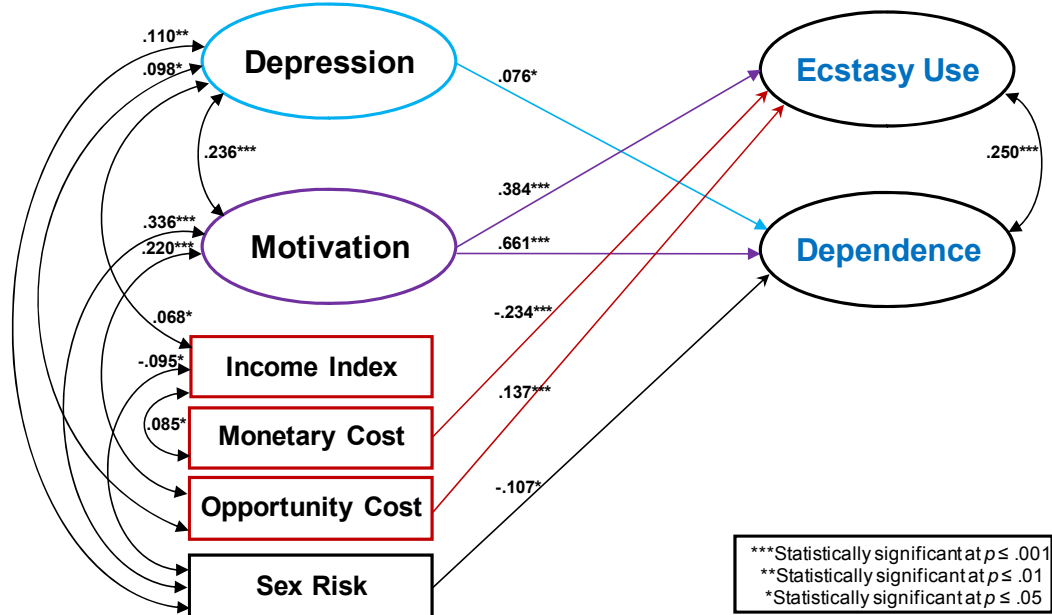 .110**
.098*
Depression
.076*
Ecstasy Use
.236***
.250***
.384***
.336***
.220***
Motivation
.661***
Dependence
.068*
-.234***
-.095*
Income Index
.137***
.085*
Monetary Cost
-.107*
Opportunity Cost
Sex Risk
***Statistically significant at p ≤ .001
**Statistically significant at p ≤ .01
*Statistically significant at p ≤ .05